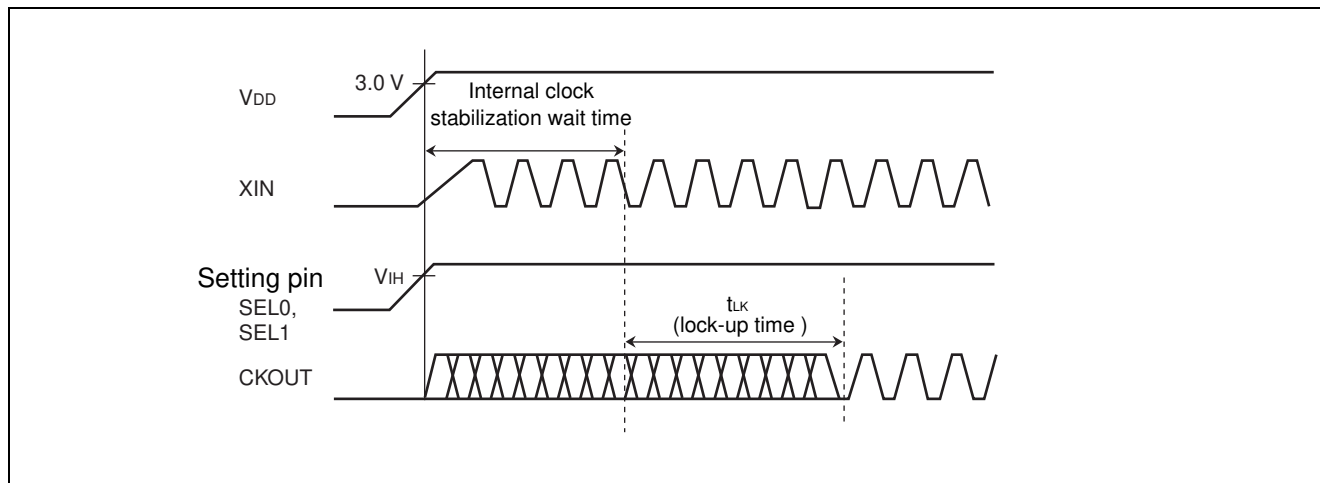 3.0 V
VDD
Internal clock
stabilization wait time
XIN
Setting pin
VIH
SEL0,
SEL1
tLK
(lock-up time )
CKOUT